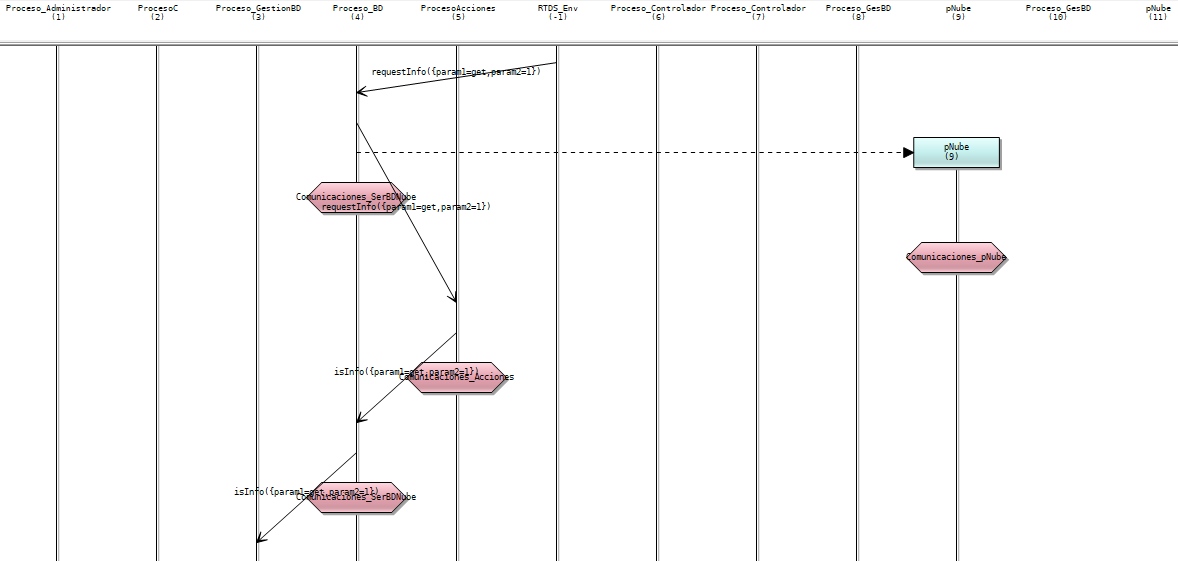 Proceso_Administrador
(1)
ProcesoC
(2)
Proceso_GestionBD
(3)
Proceso_BD
(4)
ProcesoAcciones
(5)
RTDS_Env
(-1)
Proceso_Controlador
(6)
Proceso_Controlador
(7)
Proceso_GesBD
(8)
pNube
(9)
Proceso_GesBD
(10)
pNube
(11)
requestInfo({param1=get,param2=1})
pNube
(9)
Comunicaciones_SerBDNube
requestInfo({param1=get,param2=1})
Comunicaciones_pNube
isInfo({param1=get,param2=1})
Comunicaciones_Acciones
isInfo({param1=get,param2=1})
Comunicaciones_SerBDNube